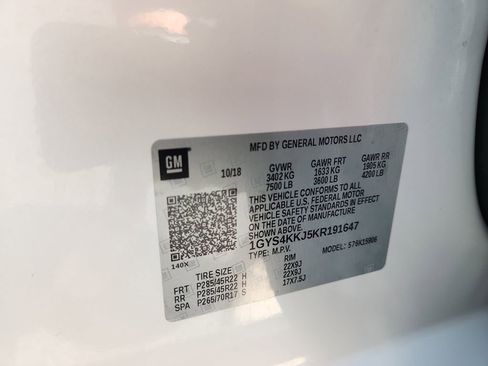 MFD BY GENERAL MOTORS LLC
GM
10/18
GVWR GAWR FRT GAWR RR
3402 KG 1633 KG 1905 KG
7500 LB 3600 LB 4200 LB
THIS VEHICLE CONFORMS TO ALL
APPLICABLE U.S. FEDERAL MOTOR
VEHICLE SAFETY STANDARDS IN EFFECT
ON THE DATE OF MANUFACTURE
SHOWN ABOVE.
1GYS4KKJ5KR191647
TYPE: M.P.V.
140X
TIRE SIZE RIM
FRT P285/45R22 H 22X9J
RR P285/45R22 H 22X9J
SPA P265/70R17 S 17X7.5J